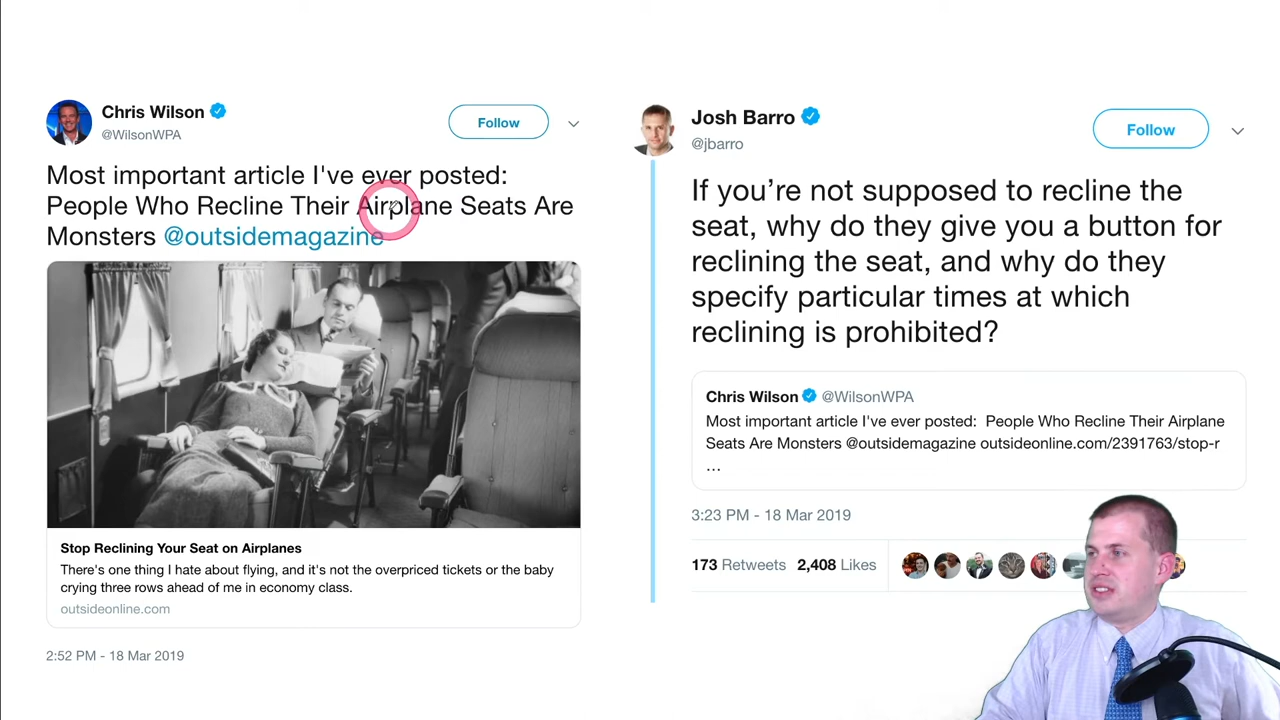 Chris Wilson
@WilsonWPA
Follow
Most important article I've ever posted:
People Who Recline Their Airplane Seats Are
Monsters @outsidemagazine
Stop Reclining Your Seat on Airplanes
There's one thing I hate about flying, and it's not the overpriced tickets or the baby
crying three rows ahead of me in economy class.
outsideonline.com
2:52 PM - 18 Mar 2019
Josh Barro
@jbarro
Follow
If you’re not supposed to recline the
seat, why do they give you a button for
reclining the seat, and why do they
specify particular times at which
reclining is prohibited?
Chris Wilson @WilsonWPA
Most important article I've ever posted:  People Who Recline Their Airplane
Seats Are Monsters @outsidemagazine outsideonline.com/2391763/stop-r
...
3:23 PM - 18 Mar 2019
173 Retweets 2,408 Likes